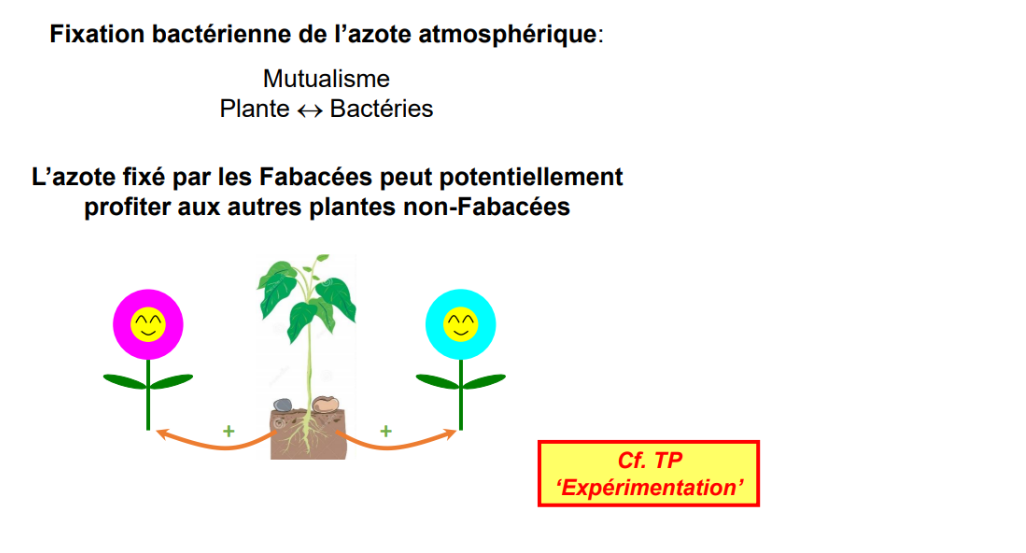 Fixation bactérienne de l’azote atmosphérique:
Mutualisme
Plante ↔ Bactéries
L’azote fixé par les Fabacées peut potentiellement
profiter aux autres plantes non-Fabacées
+ +
Cf. TP
‘Expérimentation’